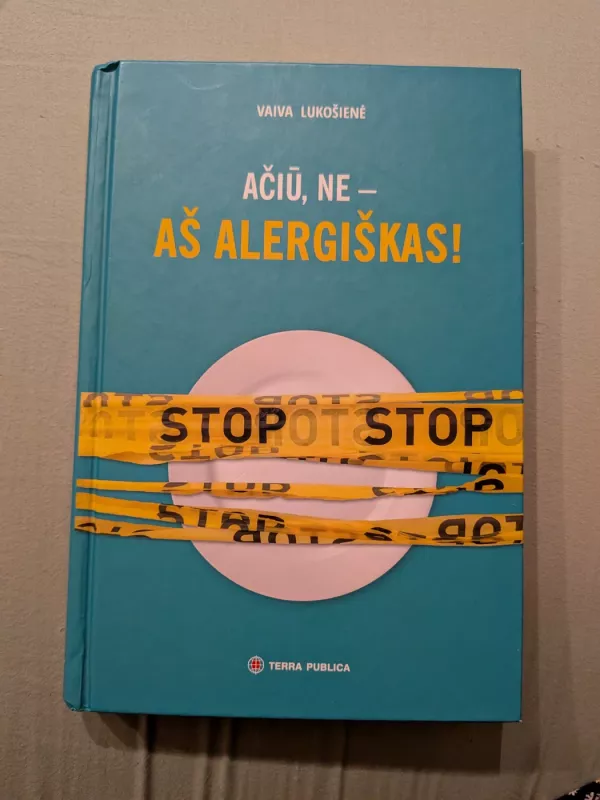 VAIVA LUKOŠIENĖ
AČIŪ, NE –
AŠ ALERGIŠKAS!
STOP STOP
TERRA PUBLICA